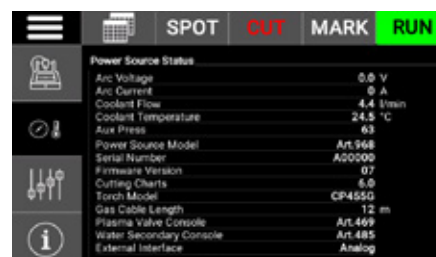 SPOT CUT MARK RUN
Power Source Status
Arc Voltage 0.0 V
Arc Current 0 A
Coolant Flow 4.4 l/min
Coolant Temperature 24.5 °C
Aux Press 63
Power Source Model Art.968
Serial Number A00000
Firmware Version 07
Cutting Charts 6.0
Torch Model CP455G
Gas Cable Length 12 m
Plasma Valve Console Art.469
Water Secondary Console Art.485
External Interface Analog